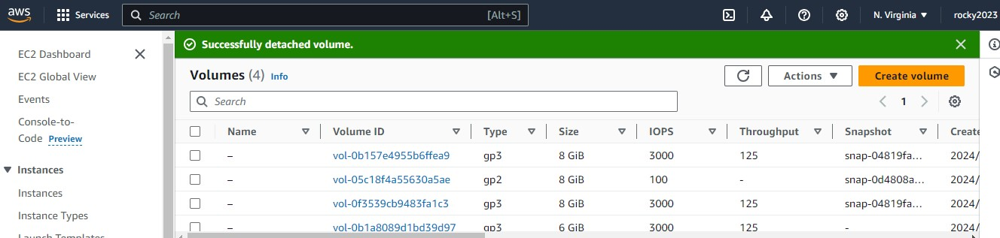 aws Services Search [Alt+S] N. Virginia rocky2023
Successfully detached volume.
EC2 Dashboard
EC2 Global View
Events
Console-to-
Code Preview
Instances
Instances
Instance Types
Launch Templates
Volumes (4) Info Actions Create volume
Search 1
Name Volume ID Type Size IOPS Throughput Snapshot Create
– vol-0b157e4955b6ffea9 gp3 8 GiB 3000 125 snap-04819fa... 2024/
– vol-05c18f4a55630a5ae gp2 8 GiB 100 - snap-0d4808a... 2024/
– vol-0f3539cb9483fa1c3 gp3 8 GiB 3000 125 snap-04819fa... 2024/
– vol-0b1a8089d1bd39d97 gp3 6 GiB 3000 125 - 2024/